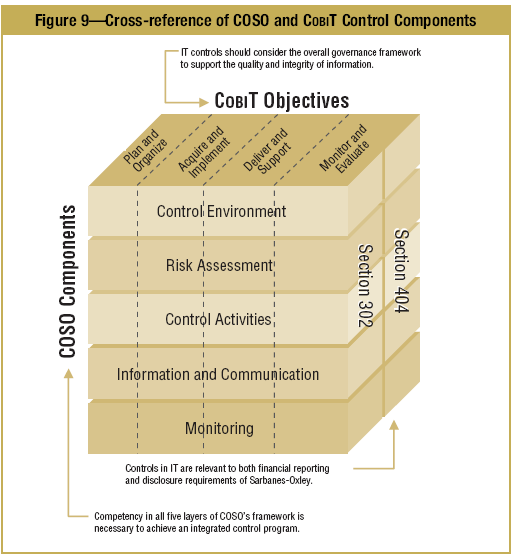 Figure 9—Cross-reference of COSO and COBIT Control Components
IT controls should consider the overall governance framework
to support the quality and integrity of information.
COBIT Objectives
Plan and
Organize
Acquire and
Implement
Deliver and
Support
Monitor and
Evaluate
COSO Components
Control Environment
Risk Assessment
Control Activities
Information and Communication
Monitoring
Section 302
Section 404
Controls in IT are relevant to both financial reporting
and disclosure requirements of Sarbanes-Oxley.
Competency in all five layers of COSO's framework is
necessary to achieve an integrated control program.